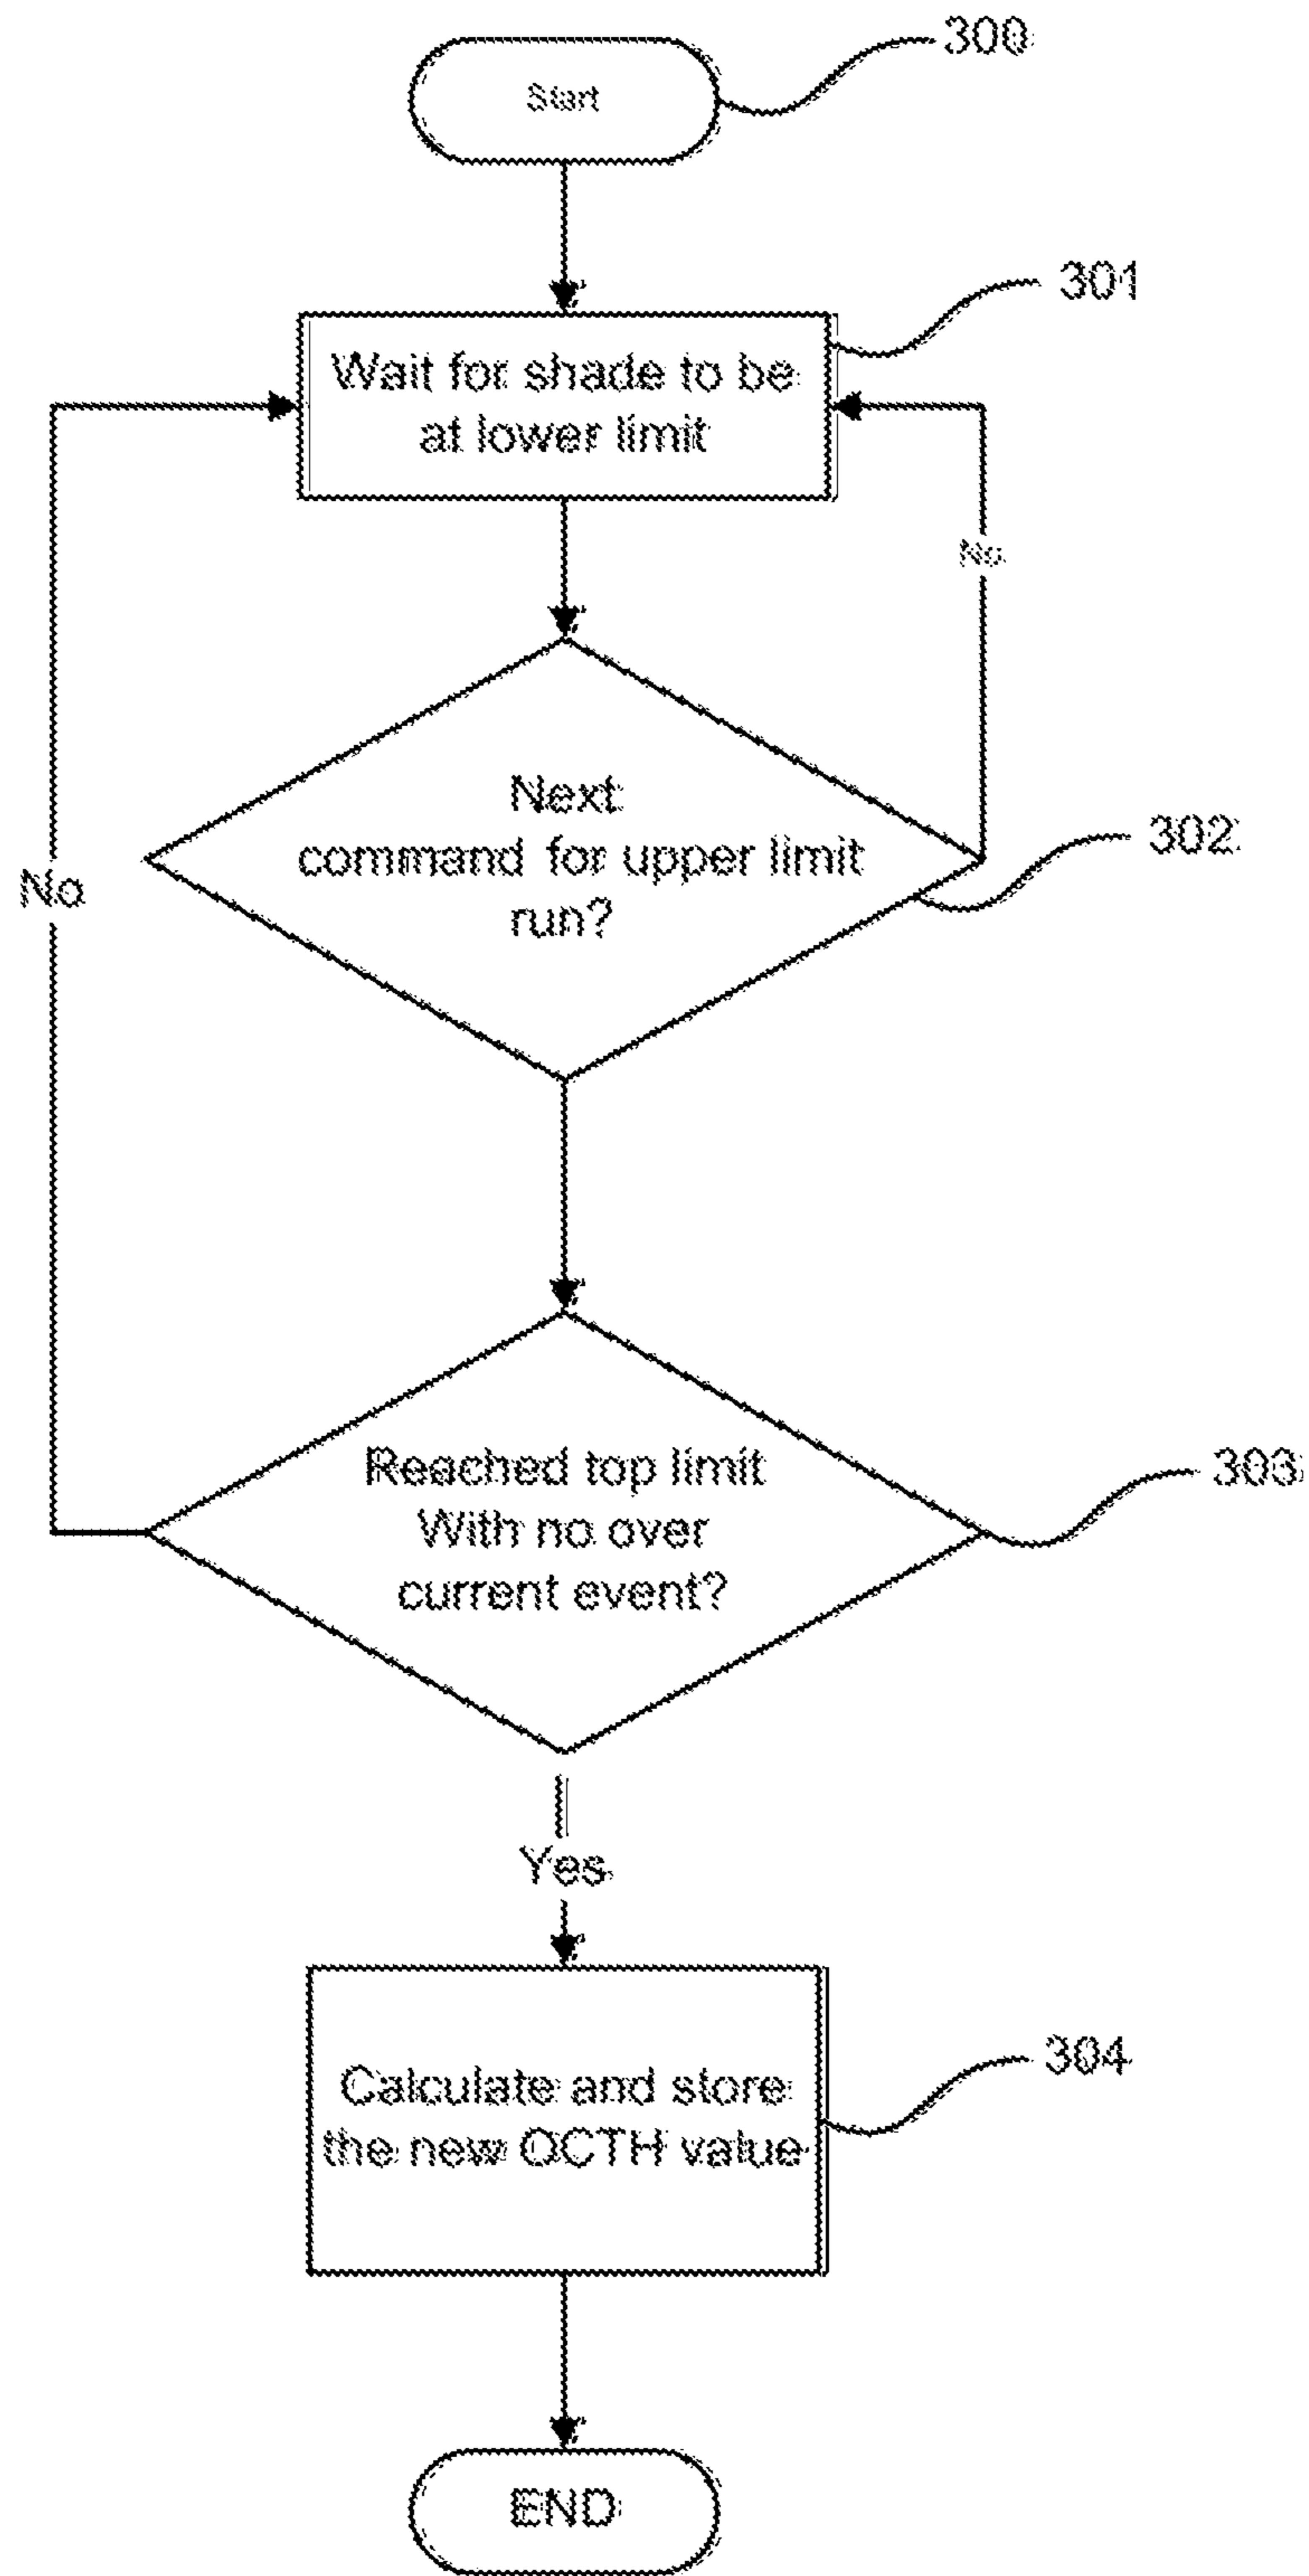 Start
300
301
Wait for shade to be
at lower limit
No
Next
command for upper limit
run?
302
No
Reached top limit
With no over
current event?
303
Yes
Calculate and store
the new OCTH value
304
END